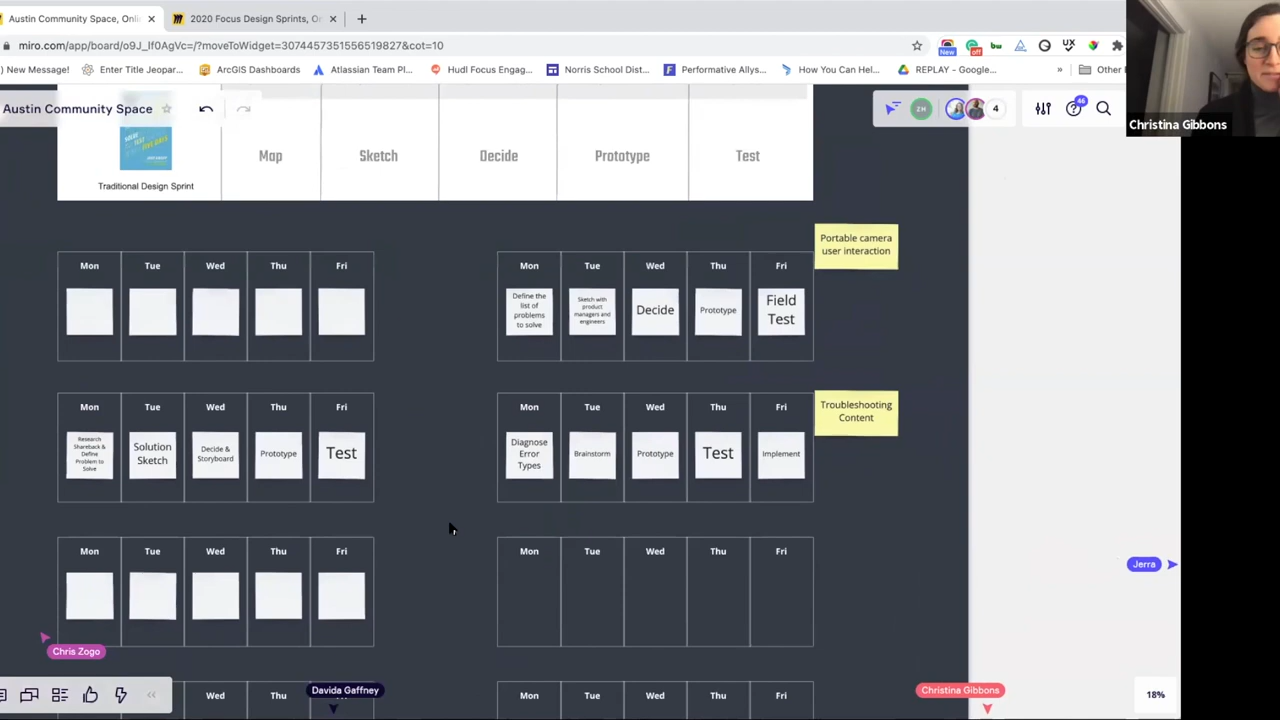 Austin Community Space, Onli
2020 Focus Design Sprints, O
miro.com/app/board/o9J_lf0AgVc=/?moveToWidget=3074457351556519827&cot=10
New
off
bw
UX
New Message!
Enter Title Jeopar...
ArcGIS Dashboards
Atlassian Team Pl...
Hudl Focus Engag...
Norris School Dist...
Performative Allys...
How You Can Hel...
REPLAY - Google...
»
Other
Christina Gibbons
Austin Community Space
ZH
4
46
Map
Sketch
Decide
Prototype
Test
Traditional Design Sprint
Portable camera
user interaction
Mon
Tue
Wed
Thu
Fri
Mon
Tue
Wed
Thu
Fri
Define the
list of
problems
to solve
Sketch with
product
managers and
engineers
Decide
Prototype
Field
Test
Mon
Tue
Wed
Thu
Fri
Research
Shareback &
Define
Problem to
Solve
Solution
Sketch
Decide &
Storyboard
Prototype
Test
Mon
Tue
Wed
Thu
Fri
Diagnose
Error
Types
Brainstorm
Prototype
Test
Implement
Troubleshooting
Content
Mon
Tue
Wed
Thu
Fri
Mon
Tue
Wed
Thu
Fri
Jerra
Chris Zogo
Wed
Thu
Davida Gaffney
Mon
Tue
Wed
Thu
Fri
Christina Gibbons
18%